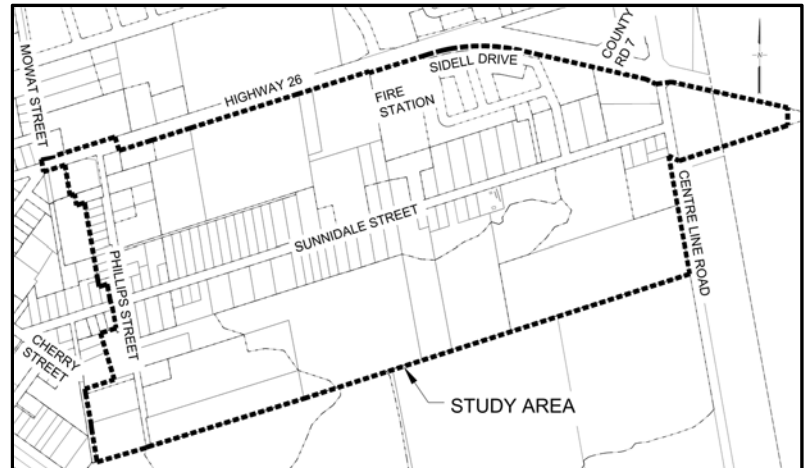 MOWAT STREET
HIGHWAY 26
SIDELL DRIVE
COUNTY
RD 7
FIRE
STATION
SUNNIDALE STREET
CENTRE LINE ROAD
PHILLIPS STREET
CHERRY
STREET
STUDY AREA